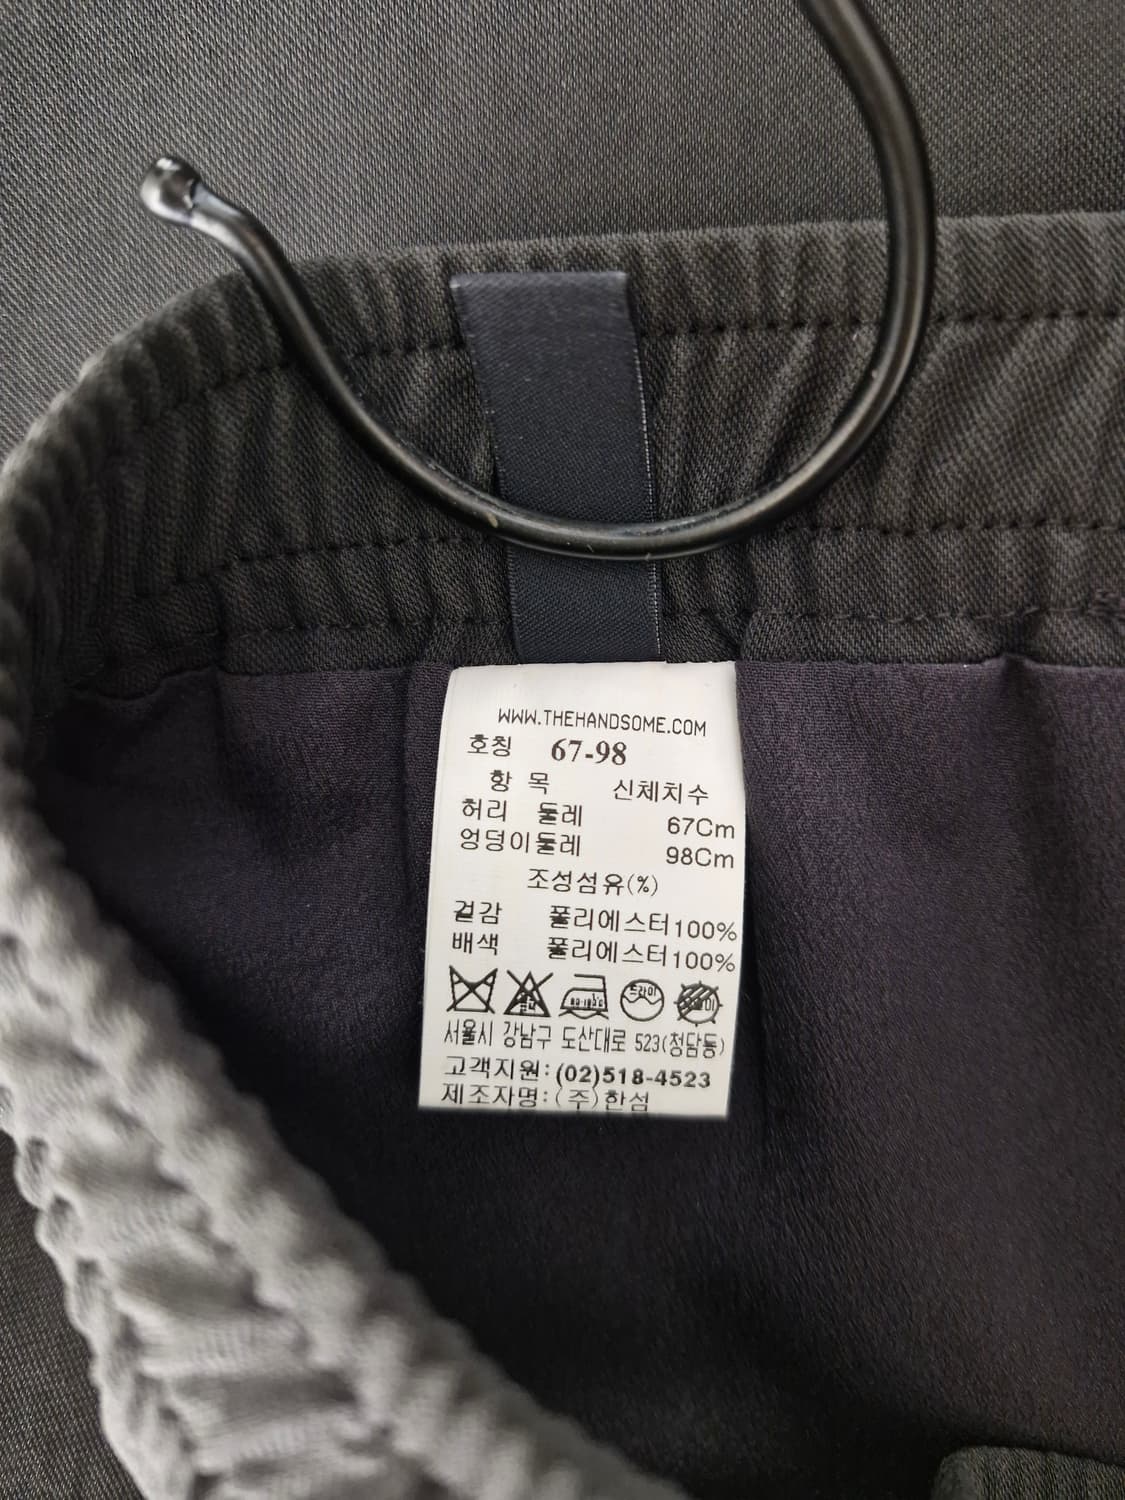 WWW.THEHANDSOME.COM
호칭 67-98
항 목 신체치수
허리 둘레 67Cm
엉덩이둘레 98Cm
조성섬유(%)
겉감 폴리에스터100%
배색 폴리에스터100%
드라이
서울시 강남구 도산대로 523(청담동)
고객지원:(02)518-4523
제조자명:(주)한섬